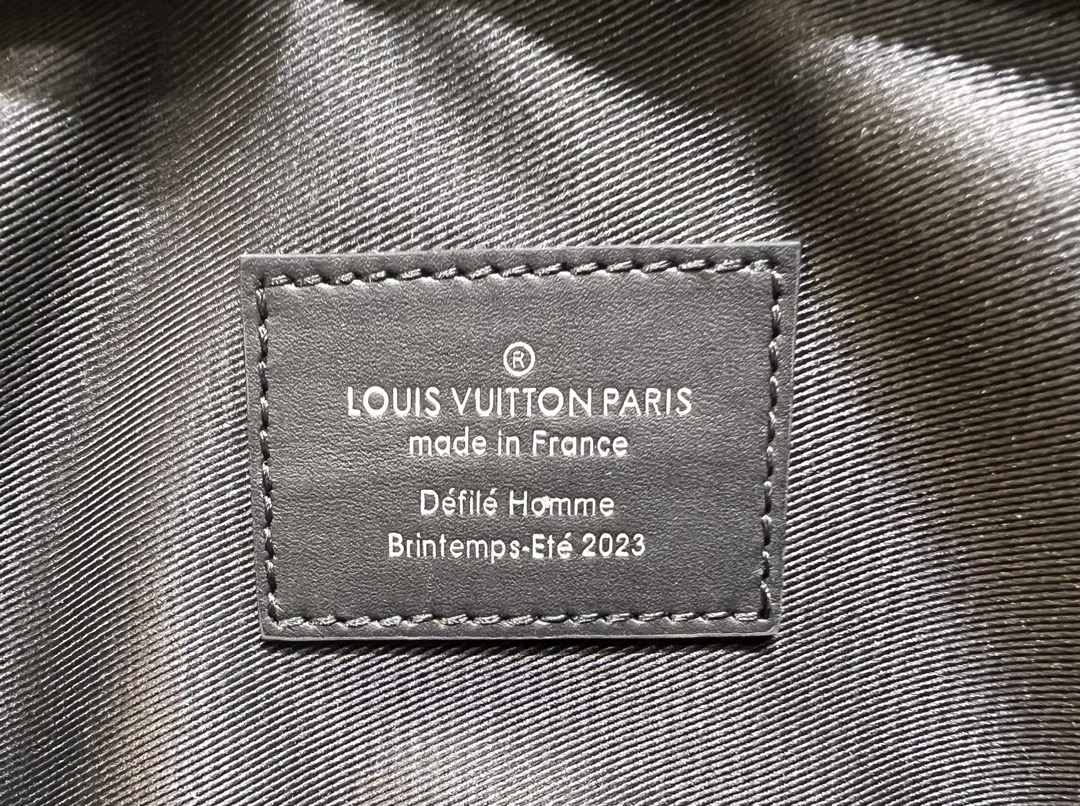 ®
LOUIS VUITTON PARIS
made in France
Défilé Homme
Brintemps-Eté 2023